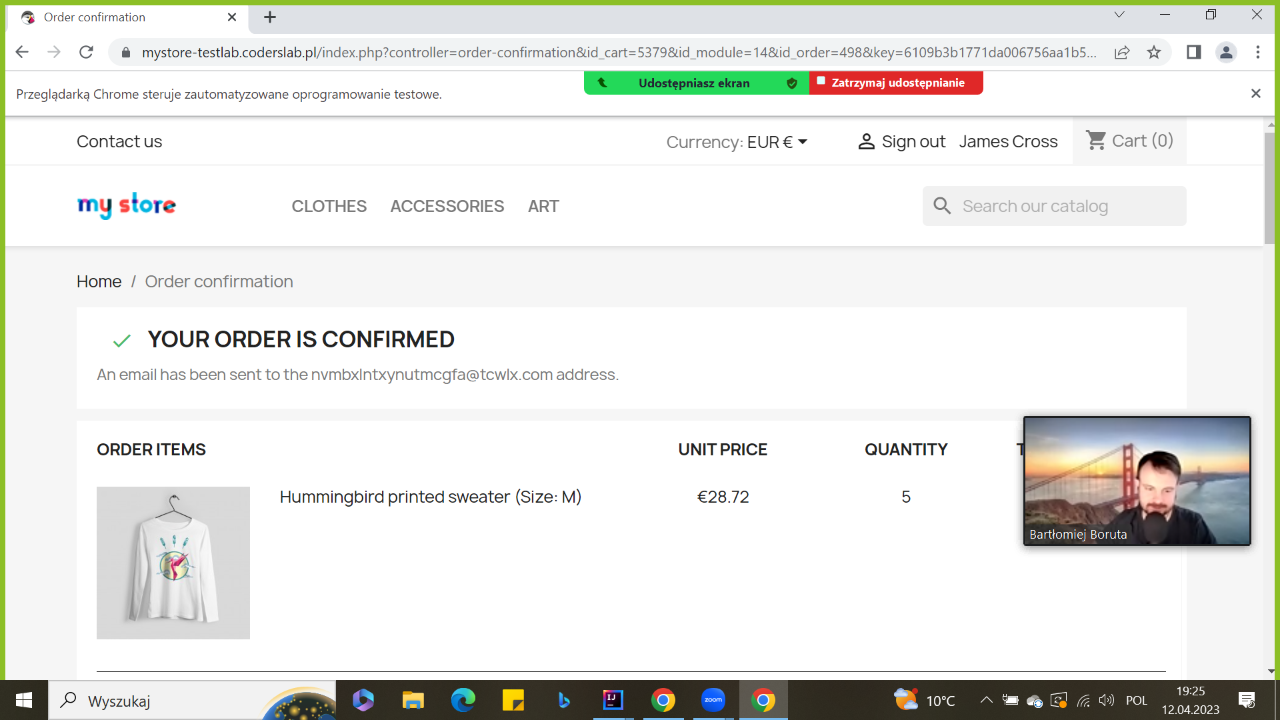 Order confirmation
mystore-testlab.coderslab.pl/index.php?controller=order-confirmation&id_cart=5379&id_module=14&id_order=498&key=6109b3b1771da006756aa1b5...
Udostępniasz ekran
Zatrzymaj udostępnianie
Przeglądarką Chrome steruje zautomatyzowane oprogramowanie testowe.
Contact us
Currency: EUR €
Sign out
James Cross
Cart (0)
my store
CLOTHES
ACCESSORIES
ART
Search our catalog
Home / Order confirmation
YOUR ORDER IS CONFIRMED
An email has been sent to the nvmbxlntxynutmcgfa@tcwlx.com address.
ORDER ITEMS
UNIT PRICE
QUANTITY
Hummingbird printed sweater (Size: M)
€28.72
5
Bartłomiej Boruta
Wyszukaj
zoom
10°C
POL
19:25
12.04.2023